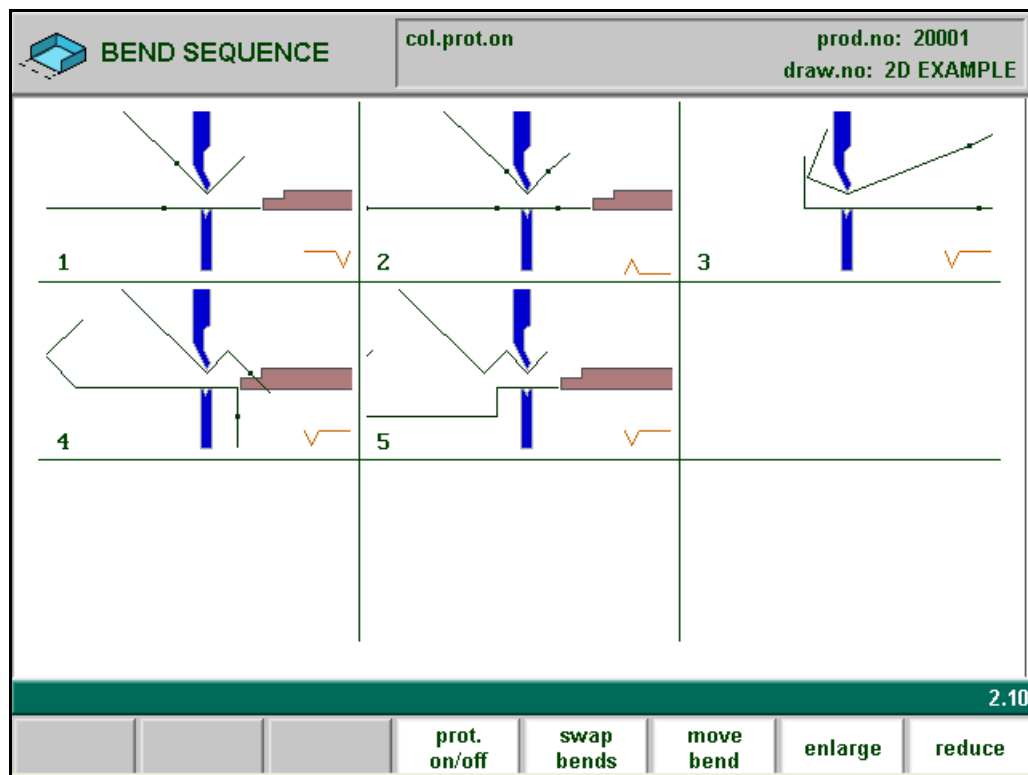 BEND SEQUENCE
col.prot.on
prod.no: 20001
draw.no: 2D EXAMPLE
1
2
3
4
5
2.10
prot. on/off
swap bends
move bend
enlarge
reduce